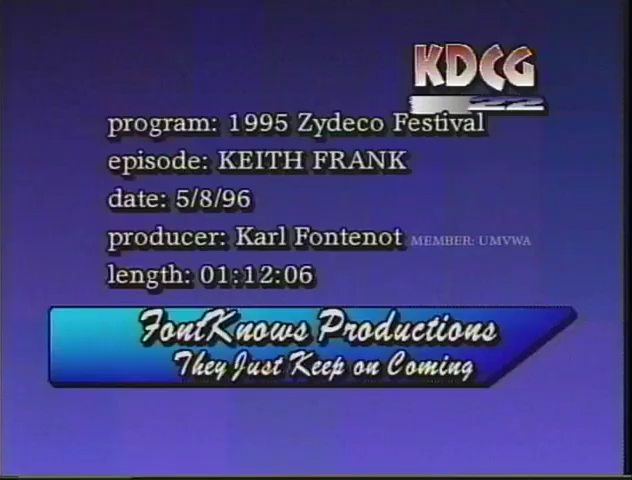 KDCG
22
program: 1995 Zydeco Festival
episode: KEITH FRANK
date: 5/8/96
producer: Karl Fontenot MEMBER: UMVWA
length: 01:12:06
FontKnows Productions
They Just Keep on Coming